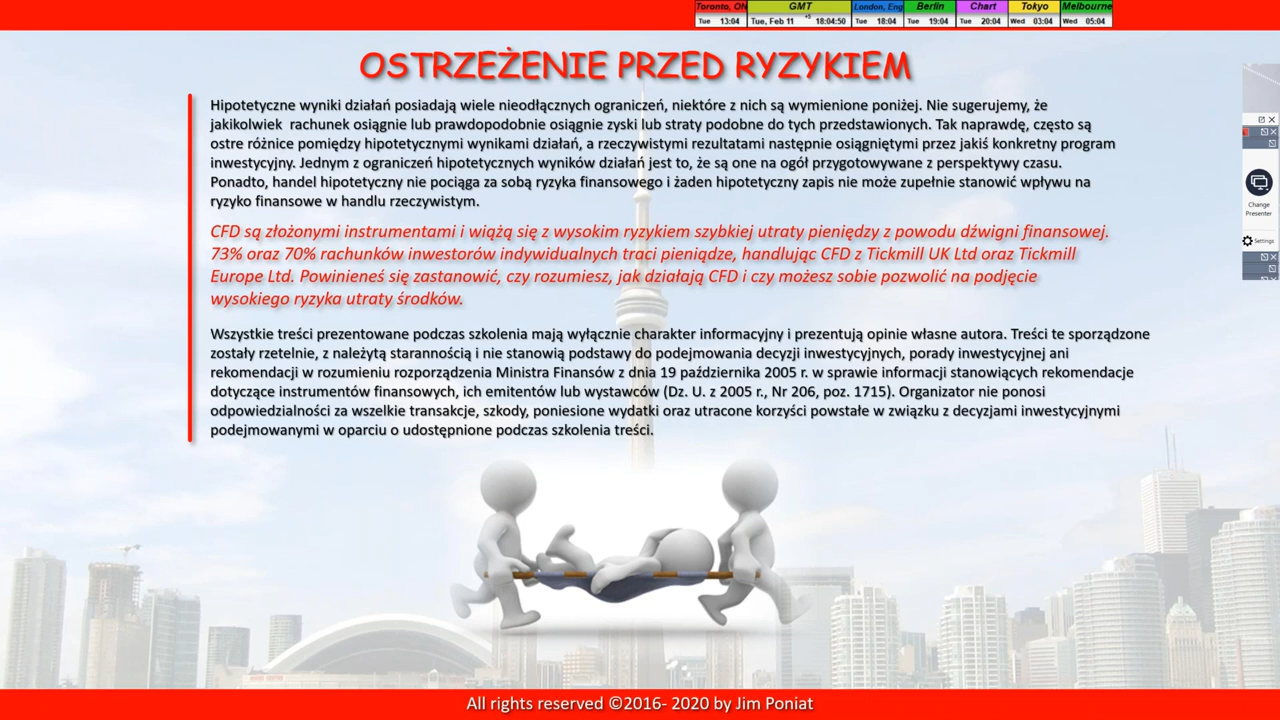 Toronto, ON GMT London, Eng Berlin Chart Tokyo Melbourne
Tue 13:04 Tue, Feb 11 +5 18:04:50 Tue 18:04 Tue 19:04 Tue 20:04 Wed 03:04 Wed 05:04
OSTRZEŻENIE PRZED RYZYKIEM
Hipotetyczne wyniki działań posiadają wiele nieodłącznych ograniczeń, niektóre z nich są wymienione poniżej. Nie sugerujemy, że
jakikolwiek rachunek osiągnie lub prawdopodobnie osiągnie zyski lub straty podobne do tych przedstawionych. Tak naprawdę, często są
ostre różnice pomiędzy hipotetycznymi wynikami działań, a rzeczywistymi rezultatami następnie osiągniętymi przez jakiś konkretny program
inwestycyjny. Jednym z ograniczeń hipotetycznych wyników działań jest to, że są one na ogół przygotowywane z perspektywy czasu.
Ponadto, handel hipotetyczny nie pociąga za sobą ryzyka finansowego i żaden hipotetyczny zapis nie może zupełnie stanowić wpływu na
ryzyko finansowe w handlu rzeczywistym.
CFD są złożonymi instrumentami i wiążą się z wysokim ryzykiem szybkiej utraty pieniędzy z powodu dźwigni finansowej.
73% oraz 70% rachunków inwestorów indywidualnych traci pieniądze, handlując CFD z Tickmill UK Ltd oraz Tickmill
Europe Ltd. Powinieneś się zastanowić, czy rozumiesz, jak działają CFD i czy możesz sobie pozwolić na podjęcie
wysokiego ryzyka utraty środków.
Wszystkie treści prezentowane podczas szkolenia mają wyłącznie charakter informacyjny i prezentują opinie własne autora. Treści te sporządzone
zostały rzetelnie, z należytą starannością i nie stanowią podstawy do podejmowania decyzji inwestycyjnych, porady inwestycyjnej ani
rekomendacji w rozumieniu rozporządzenia Ministra Finansów z dnia 19 października 2005 r. w sprawie informacji stanowiących rekomendacje
dotyczące instrumentów finansowych, ich emitentów lub wystawców (Dz. U. z 2005 r., Nr 206, poz. 1715). Organizator nie ponosi
odpowiedzialności za wszelkie transakcje, szkody, poniesione wydatki oraz utracone korzyści powstałe w związku z decyzjami inwestycyjnymi
podejmowanymi w oparciu o udostępnione podczas szkolenia treści.
Change
Presenter
Settings
All rights reserved ©2016- 2020 by Jim Poniat